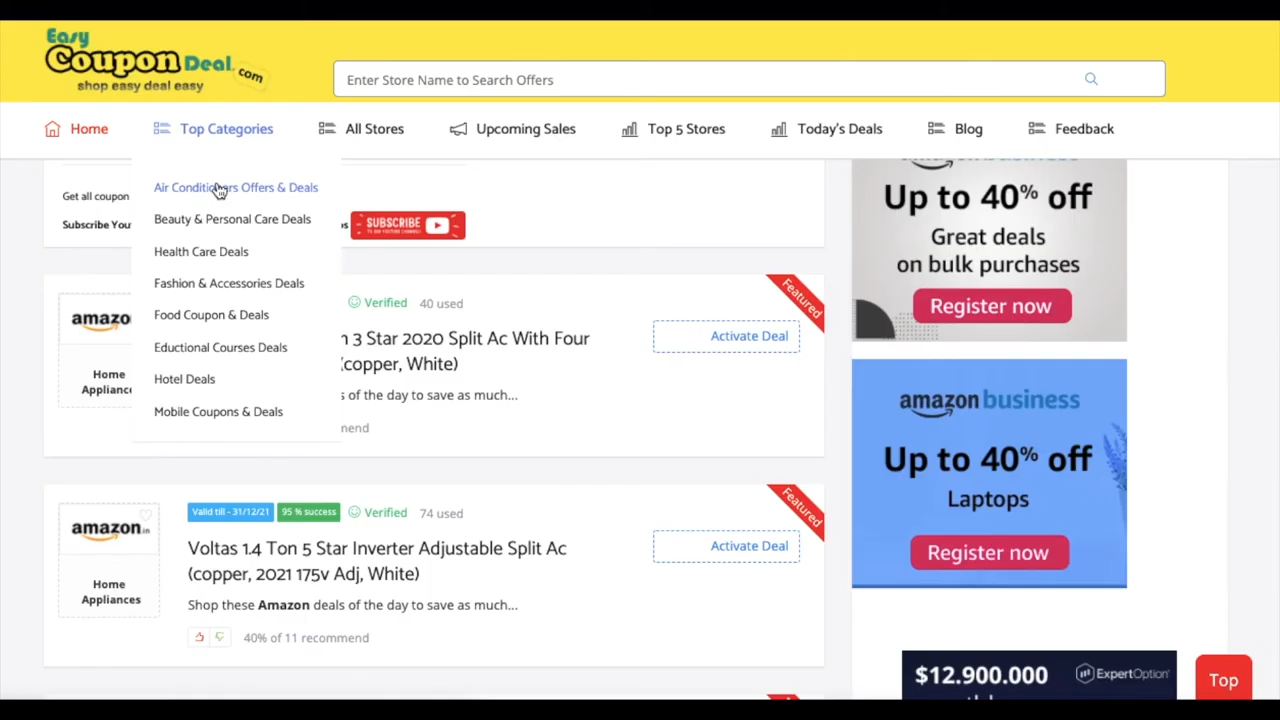 Easy
Coupon Deal.com
shop easy deal easy
Enter Store Name to Search Offers
Home
Top Categories
All Stores
Upcoming Sales
Top 5 Stores
Today's Deals
Blog
Feedback
Air Conditioners Offers & Deals
Beauty & Personal Care Deals
Health Care Deals
Fashion & Accessories Deals
Food Coupon & Deals
Eductional Courses Deals
Hotel Deals
Mobile Coupons & Deals
Get all coupon
Subscribe You
SUBSCRIBE
amazo
Home
Applianc
Verified 40 used
3 Star 2020 Split Ac With Four
(copper, White)
of the day to save as much...
Featured
Activate Deal
amazon.in
Home
Appliances
Valid till - 31/12/21 95 % success Verified 74 used
Voltas 1.4 Ton 5 Star Inverter Adjustable Split Ac
(copper, 2021 175v Adj, White)
Shop these Amazon deals of the day to save as much...
40% of 11 recommend
Featured
Activate Deal
Up to 40% off
Great deals
on bulk purchases
Register now
amazon business
Up to 40% off
Laptops
Register now
$12.900.000
ExpertOption
Top